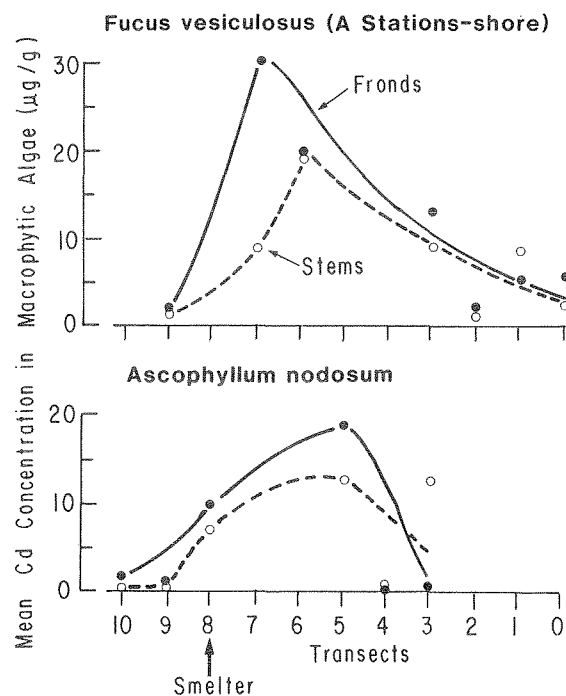 Fucus vesiculosus (A Stations-shore)
Mean Cd Concentration in Macrophytic Algae (µg/g)
30
20
10
0
Fronds
Stems
Ascophyllum nodosum
20
10
0
10 9 8 7 6 5 4 3 2 1 0
Transects
Smelter